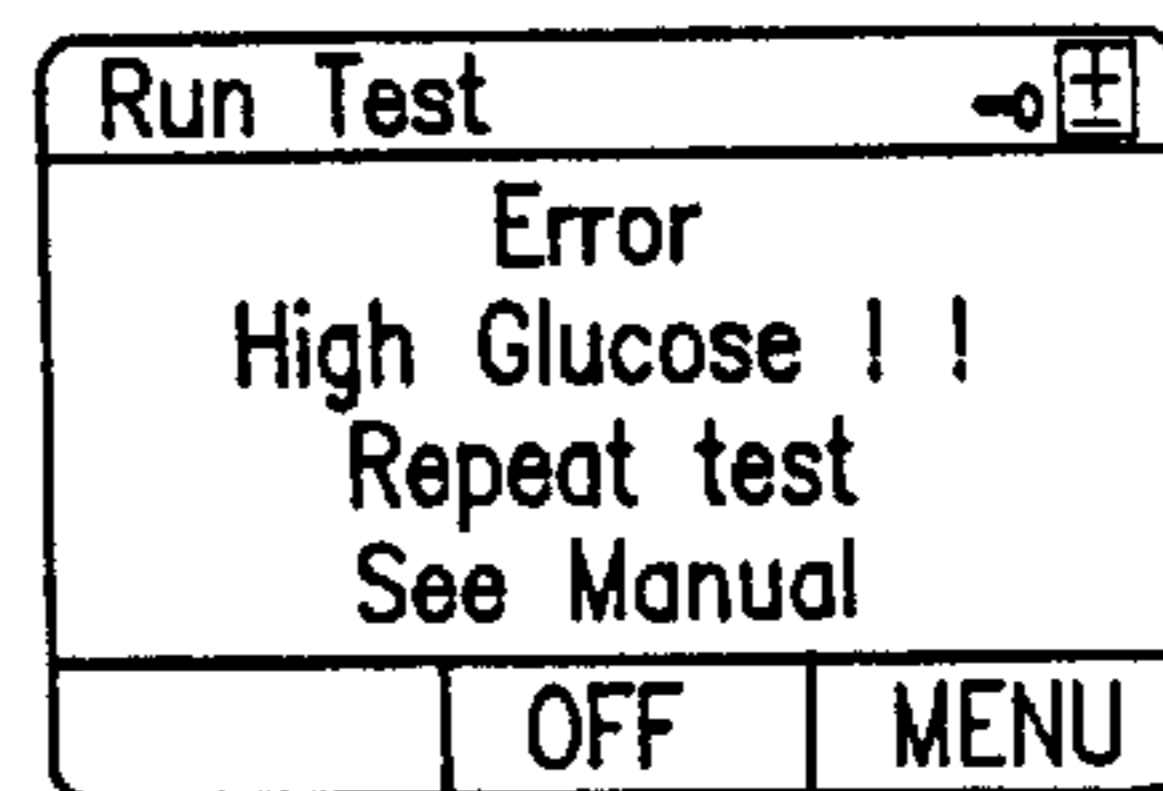 Run Test
Error
High Glucose ! !
Repeat test
See Manual
OFF MENU